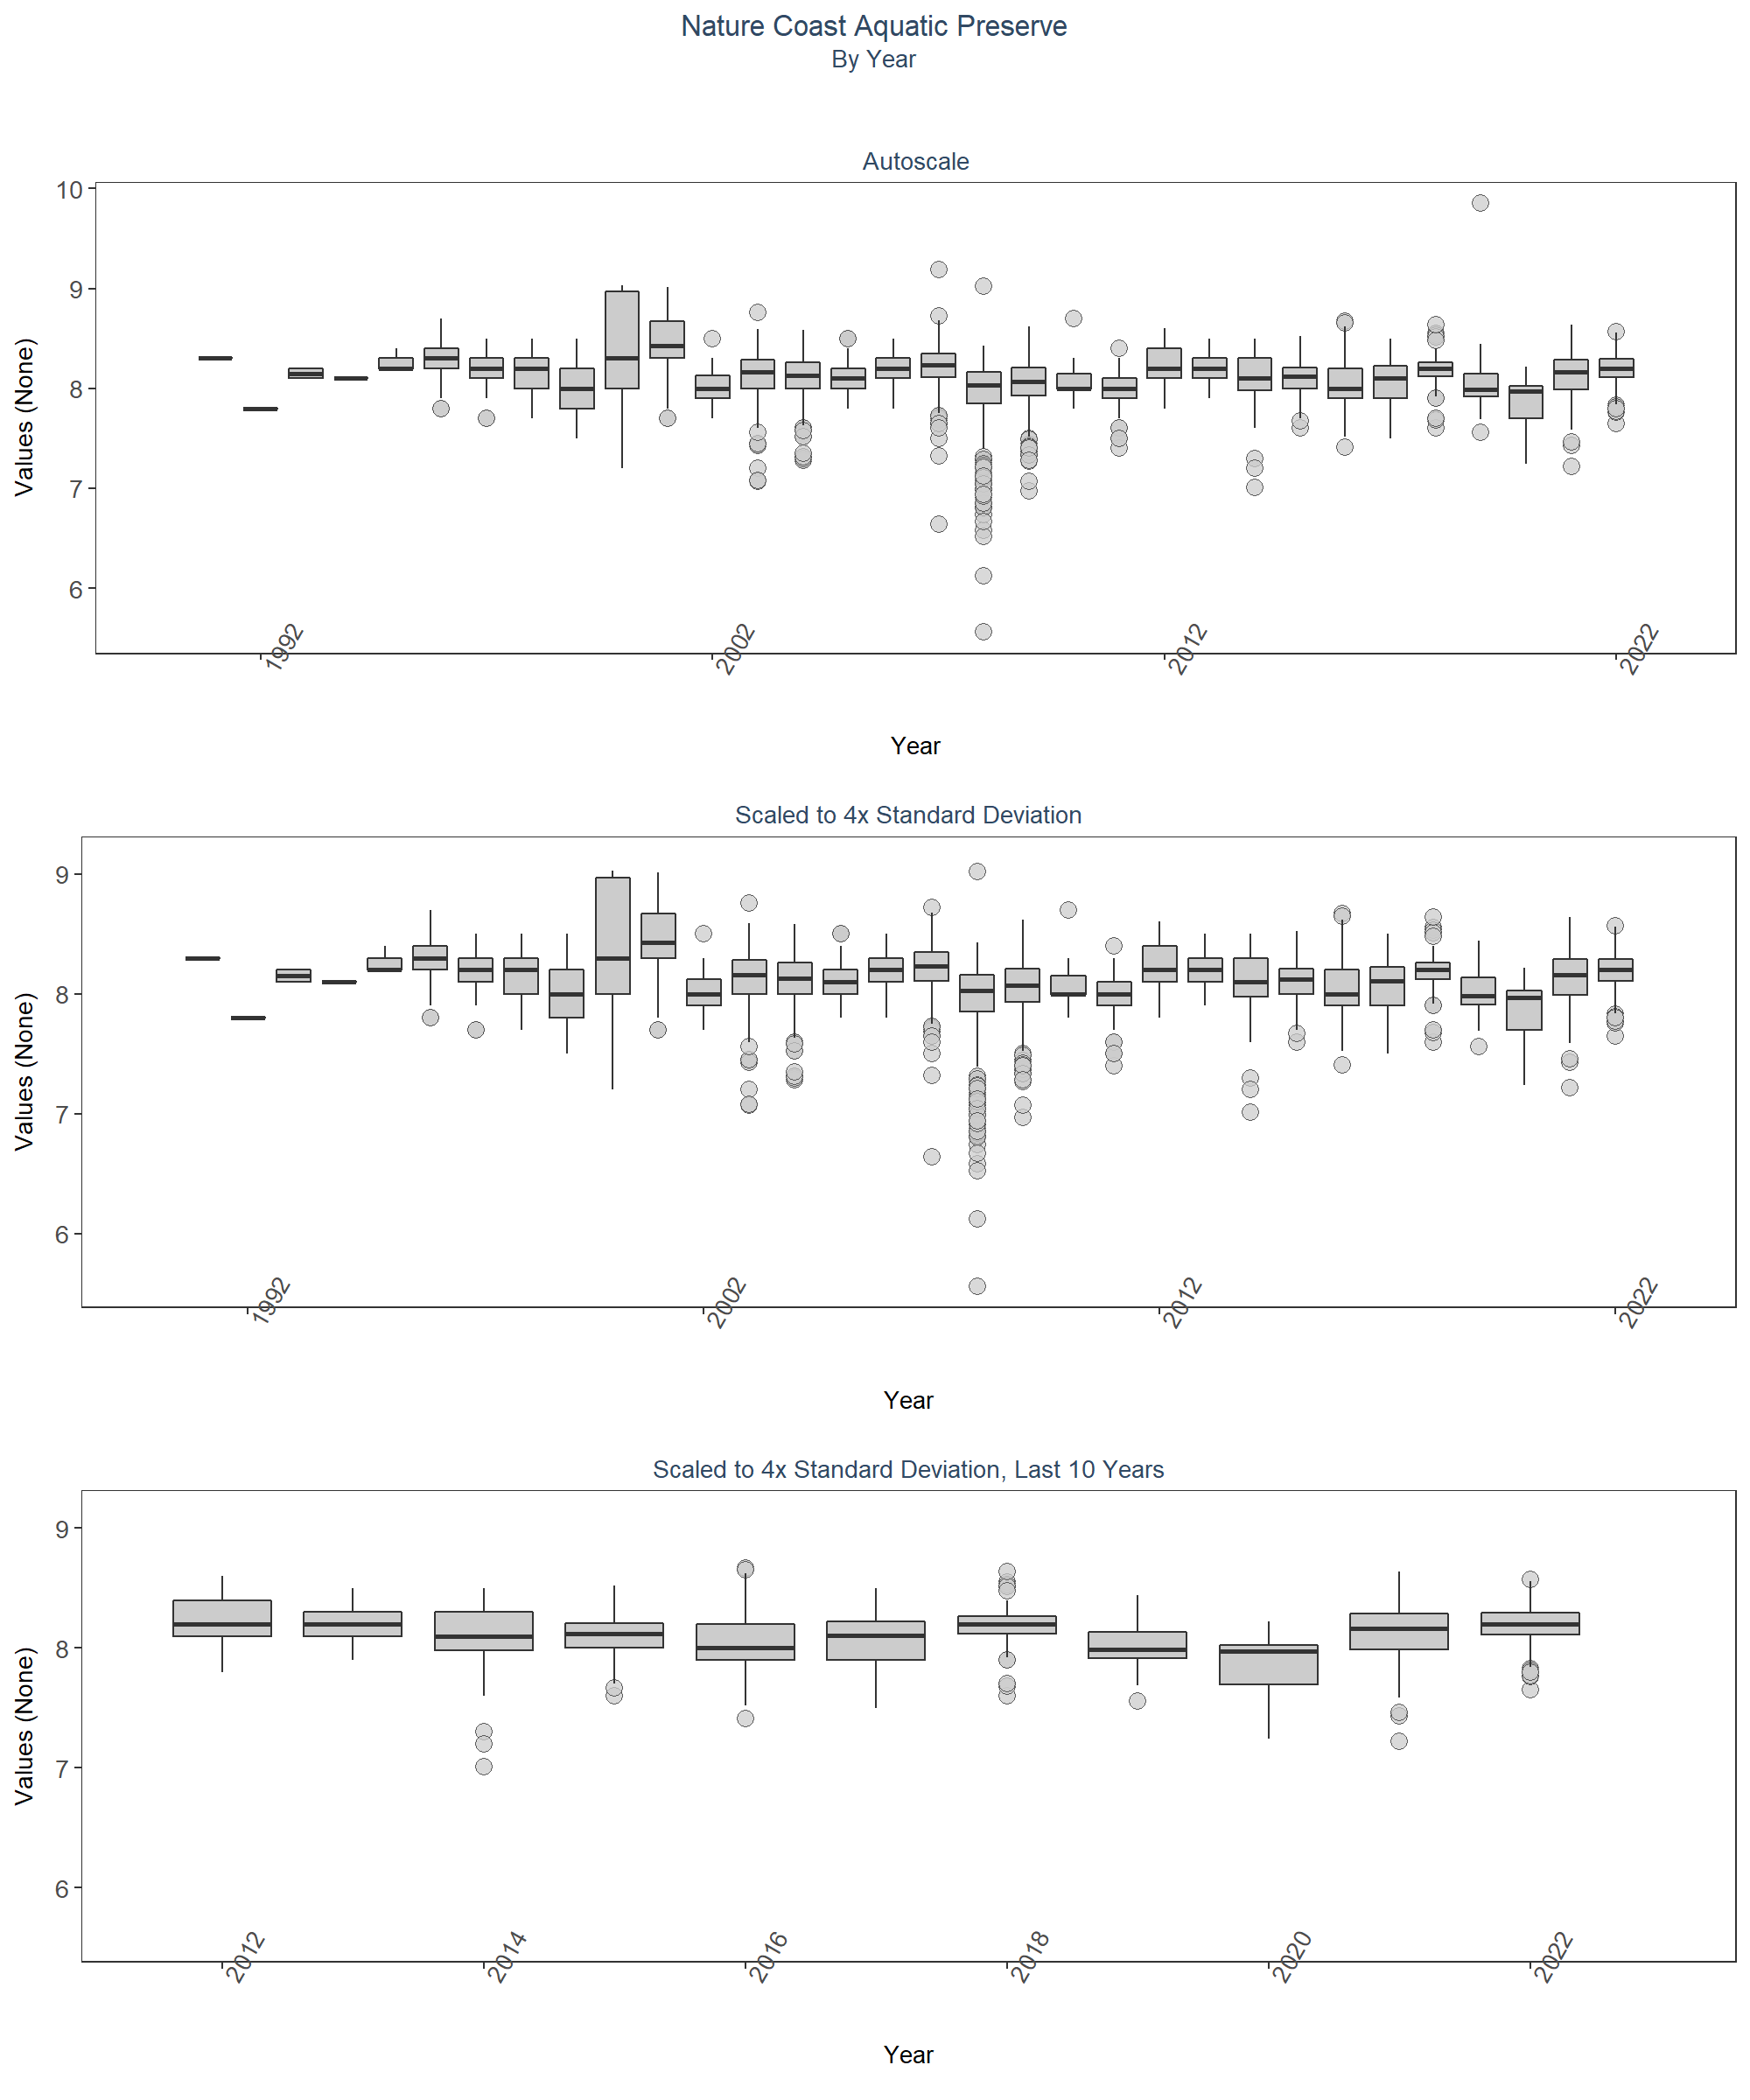 Nature Coast Aquatic Preserve
By Year
Autoscale
10
9
8
7
6
Values (None)
1992
2002
2012
2022
Year
Scaled to 4x Standard Deviation
9
8
7
6
Values (None)
1992
2002
2012
2022
Year
Scaled to 4x Standard Deviation, Last 10 Years
9
8
7
6
Values (None)
2012
2014
2016
2018
2020
2022
Year